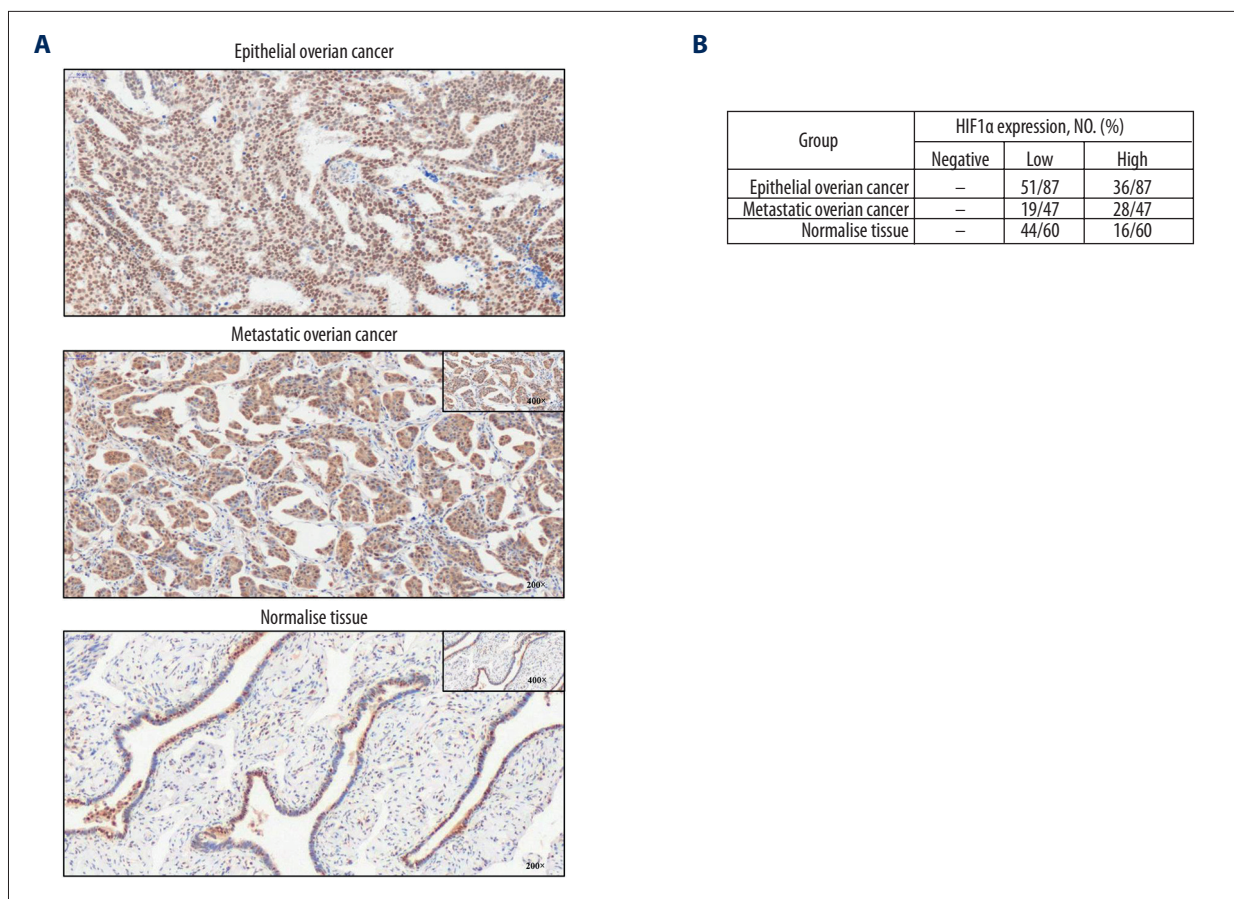 A
Epithelial overian cancer
Metastatic overian cancer
400×
200×
Normalise tissue
400×
200×
B
Group HIF1α expression, NO. (%)
Negative Low High
Epithelial overian cancer – 51/87 36/87
Metastatic overian cancer – 19/47 28/47
Normalise tissue – 44/60 16/60